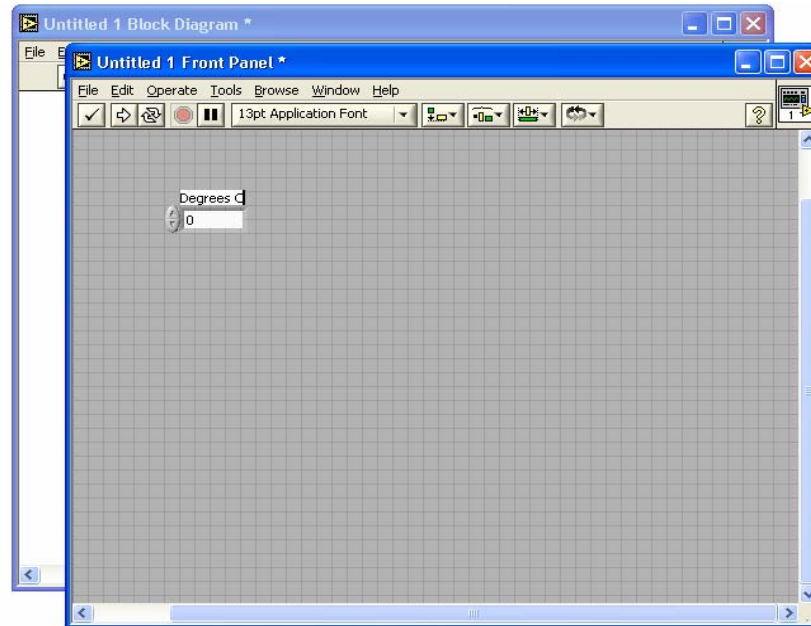 Untitled 1 Block Diagram *
File
Untitled 1 Front Panel *
File Edit Operate Tools Browse Window Help
13pt Application Font
?
1
Degrees C
0